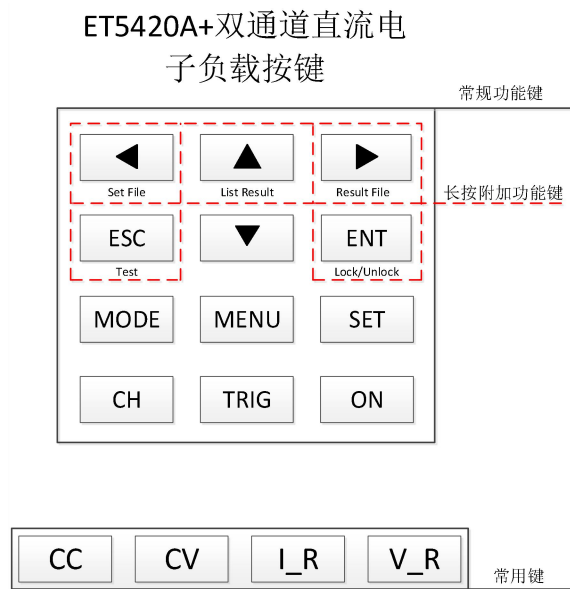 ET5420A+双通道直流电
子负载按键
常规功能键
◀ ▲ ▶
Set File List Result Result File
长按附加功能键
ESC ▼ ENT
Test Lock/Unlock
MODE MENU SET
CH TRIG ON
CC CV I_R V_R
常用键